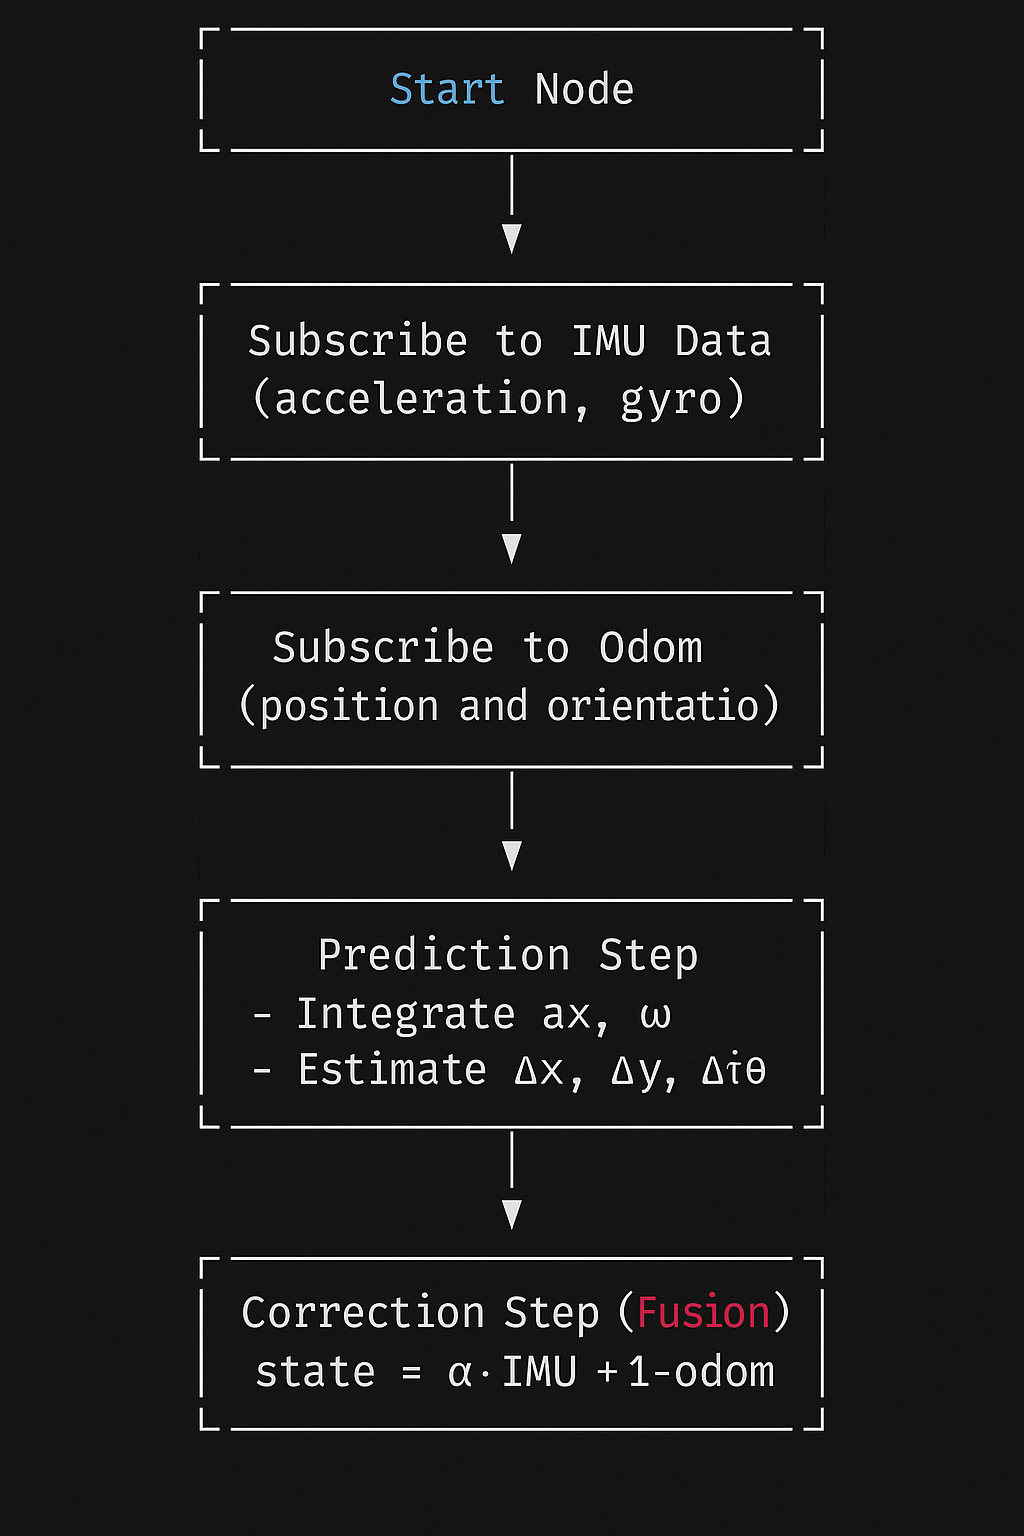 Start Node
Subscribe to IMU Data
(acceleration, gyro)
Subscribe to Odom
(position and orientatio)
Prediction Step
- Integrate ax, ω
- Estimate Δx, Δy, Δṫθ
Correction Step (Fusion)
state = α·IMU +1-odom